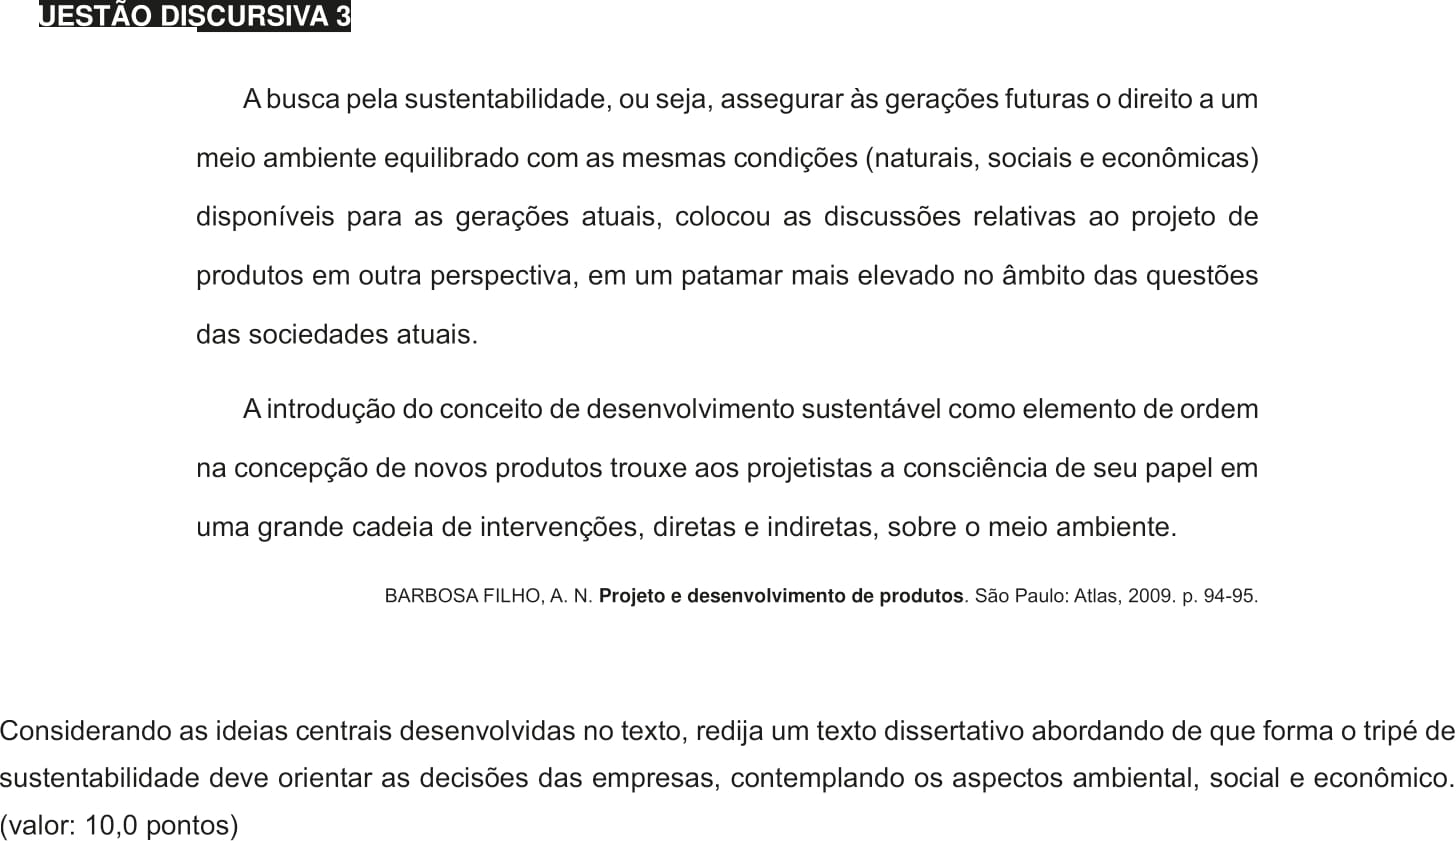 UESTÃO DISCURSIVA 3
A busca pela sustentabilidade, ou seja, assegurar às gerações futuras o direito a um
meio ambiente equilibrado com as mesmas condições (naturais, sociais e econômicas)
disponíveis para as gerações atuais, colocou as discussões relativas ao projeto de
produtos em outra perspectiva, em um patamar mais elevado no âmbito das questões
das sociedades atuais.
A introdução do conceito de desenvolvimento sustentável como elemento de ordem
na concepção de novos produtos trouxe aos projetistas a consciência de seu papel em
uma grande cadeia de intervenções, diretas e indiretas, sobre o meio ambiente.
BARBOSA FILHO, A. N. Projeto e desenvolvimento de produtos. São Paulo: Atlas, 2009. p. 94-95.
Considerando as ideias centrais desenvolvidas no texto, redija um texto dissertativo abordando de que forma o tripé de
sustentabilidade deve orientar as decisões das empresas, contemplando os aspectos ambiental, social e econômico.
(valor: 10,0 pontos)